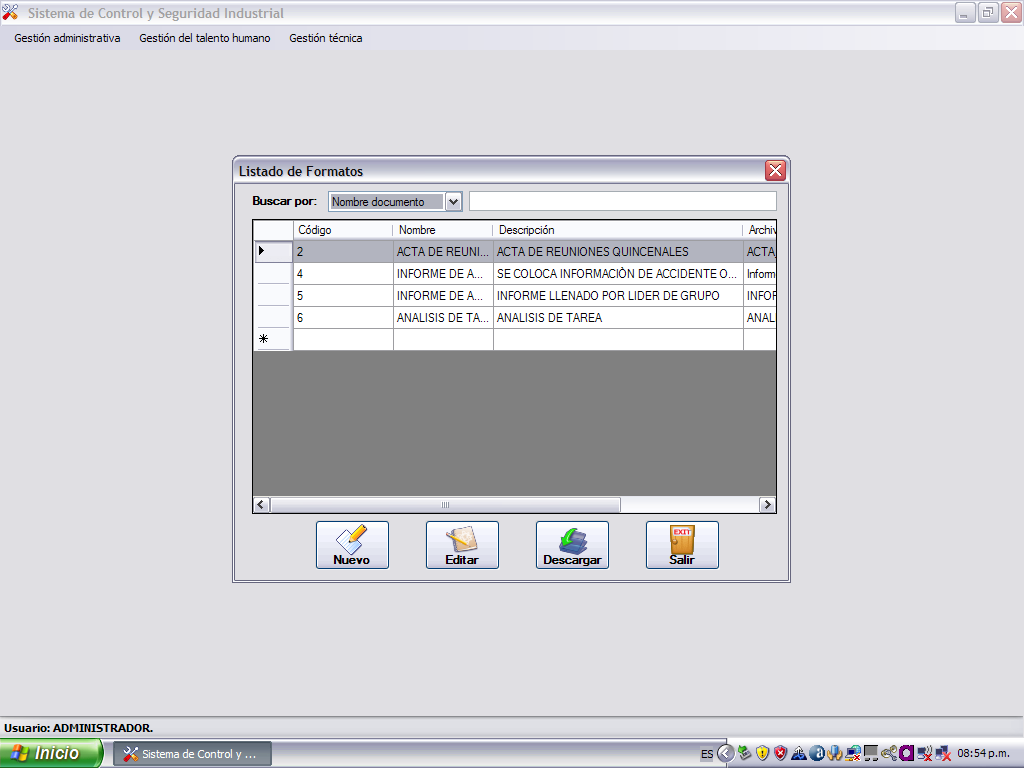 Sistema de Control y Seguridad Industrial
Gestión administrativa Gestión del talento humano Gestión técnica
Listado de Formatos
Buscar por: Nombre documento
Código Nombre Descripción Archiv
2 ACTA DE REUNI... ACTA DE REUNIONES QUINCENALES ACTA_
4 INFORME DE A... SE COLOCA INFORMACIÒN DE ACCIDENTE O... Inform
5 INFORME DE A... INFORME LLENADO POR LIDER DE GRUPO INFOR
6 ANALISIS DE TA... ANALISIS DE TAREA ANALI
Nuevo Editar Descargar EXIT Salir
Usuario: ADMINISTRADOR.
Inicio Sistema de Control y ... ES 08:54 p.m.